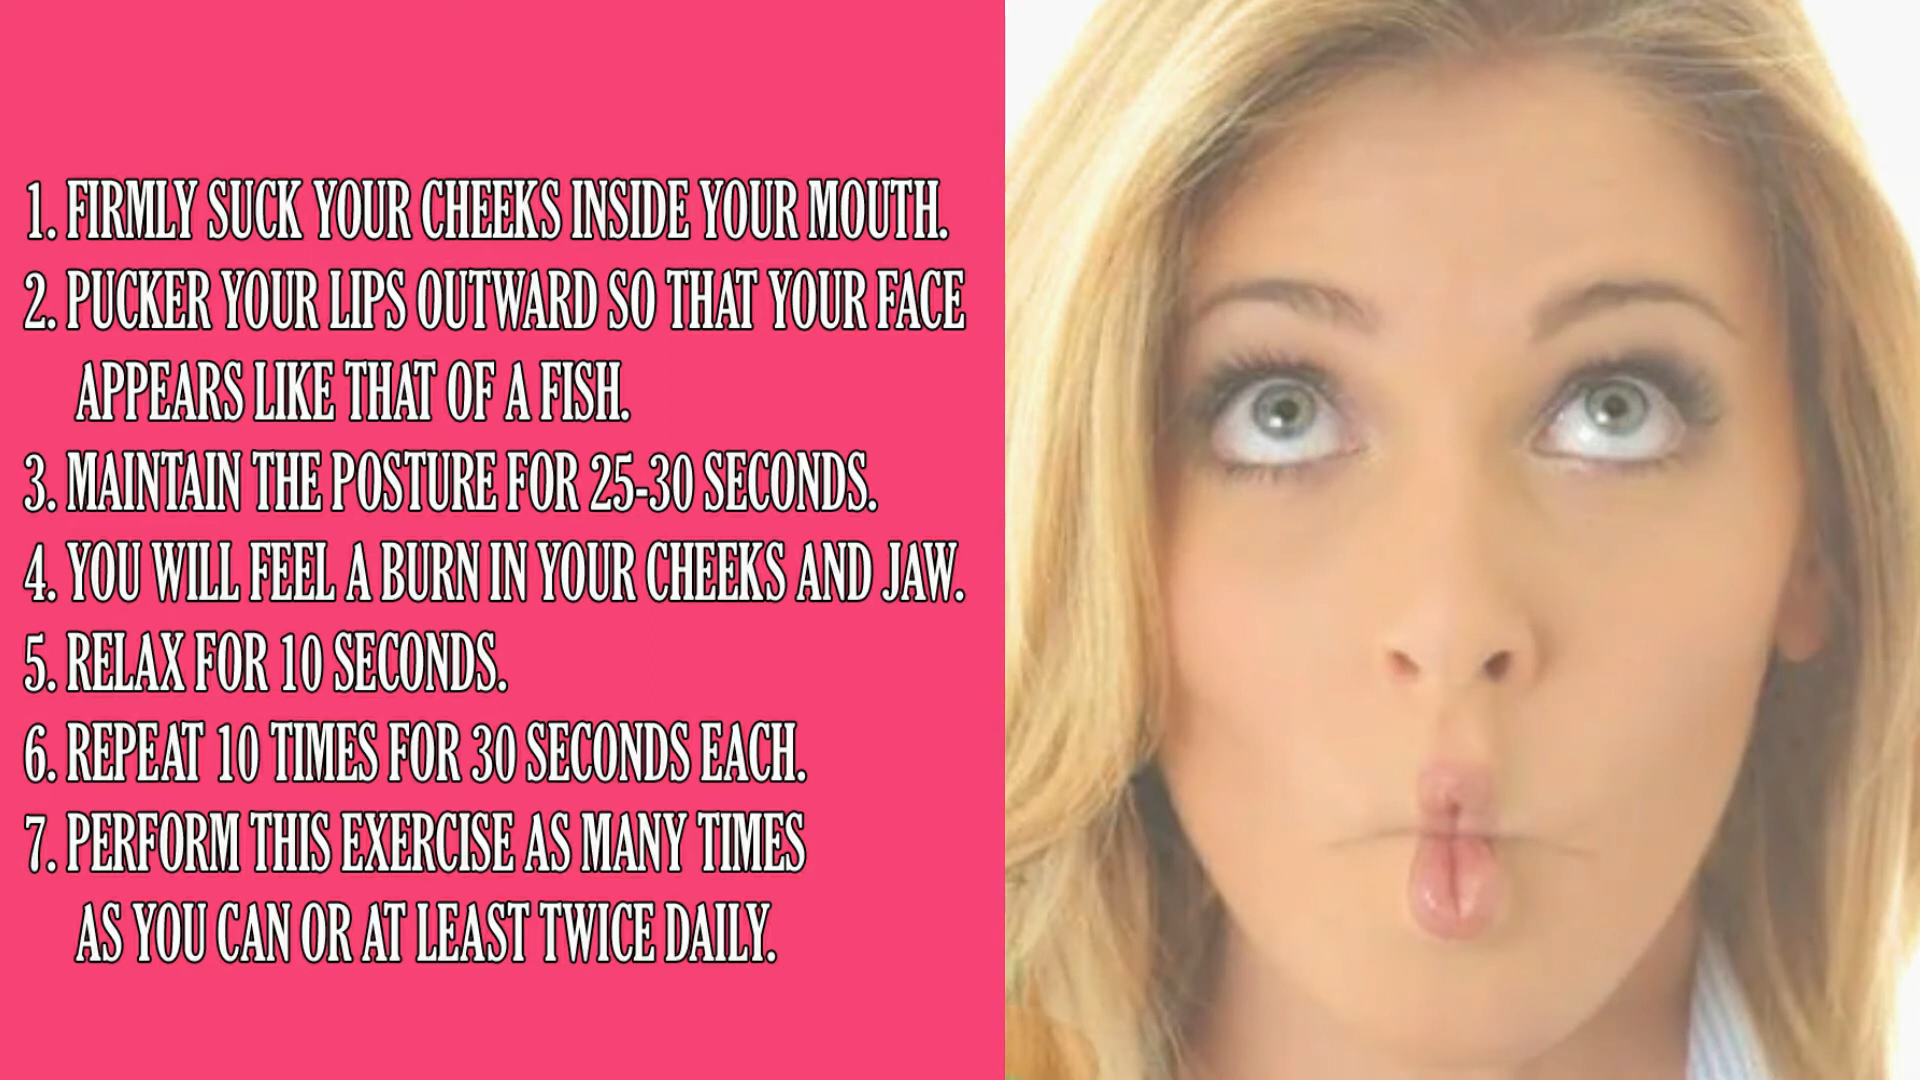 1. FIRMLY SUCK YOUR CHEEKS INSIDE YOUR MOUTH.
2. PUCKER YOUR LIPS OUTWARD SO THAT YOUR FACE
APPEARS LIKE THAT OF A FISH.
3. MAINTAIN THE POSTURE FOR 25-30 SECONDS.
4. YOU WILL FEEL A BURN IN YOUR CHEEKS AND JAW.
5. RELAX FOR 10 SECONDS.
6. REPEAT 10 TIMES FOR 30 SECONDS EACH.
7. PERFORM THIS EXERCISE AS MANY TIMES
AS YOU CAN OR AT LEAST TWICE DAILY.